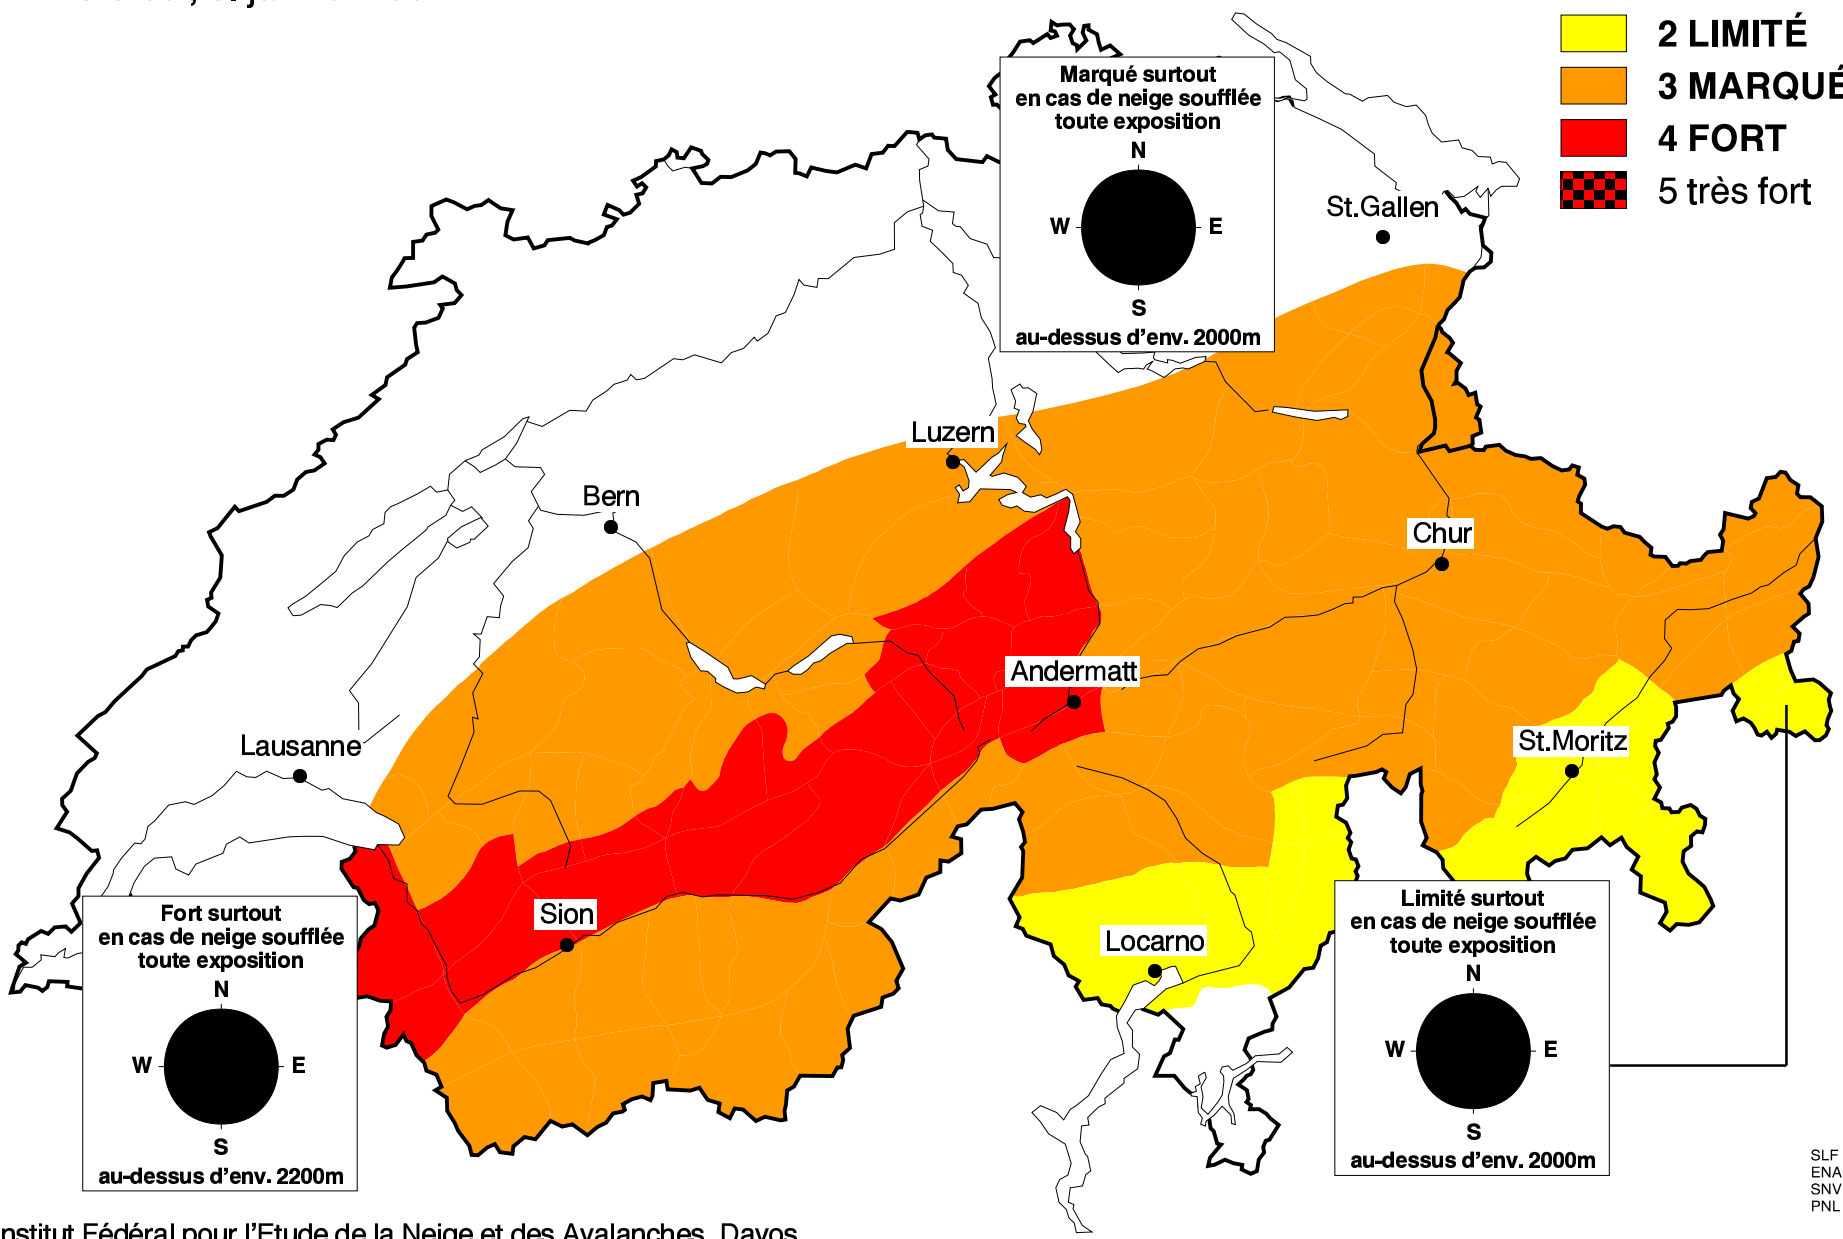 2 LIMITÉ
3 MARQUÉ
4 FORT
5 très fort
Marqué surtout
en cas de neige soufflée
toute exposition
N
W E
S
au-dessus d'env. 2000m
St.Gallen
Luzern
Bern
Chur
Andermatt
Lausanne
St.Moritz
Sion
Locarno
Fort surtout
en cas de neige soufflée
toute exposition
N
W E
S
au-dessus d'env. 2200m
Limité surtout
en cas de neige soufflée
toute exposition
N
W E
S
au-dessus d'env. 2000m
SLF
ENA
SNV
PNL
nstitut Fédéral pour l'Etude de la Neige et des Avalanches, Davos